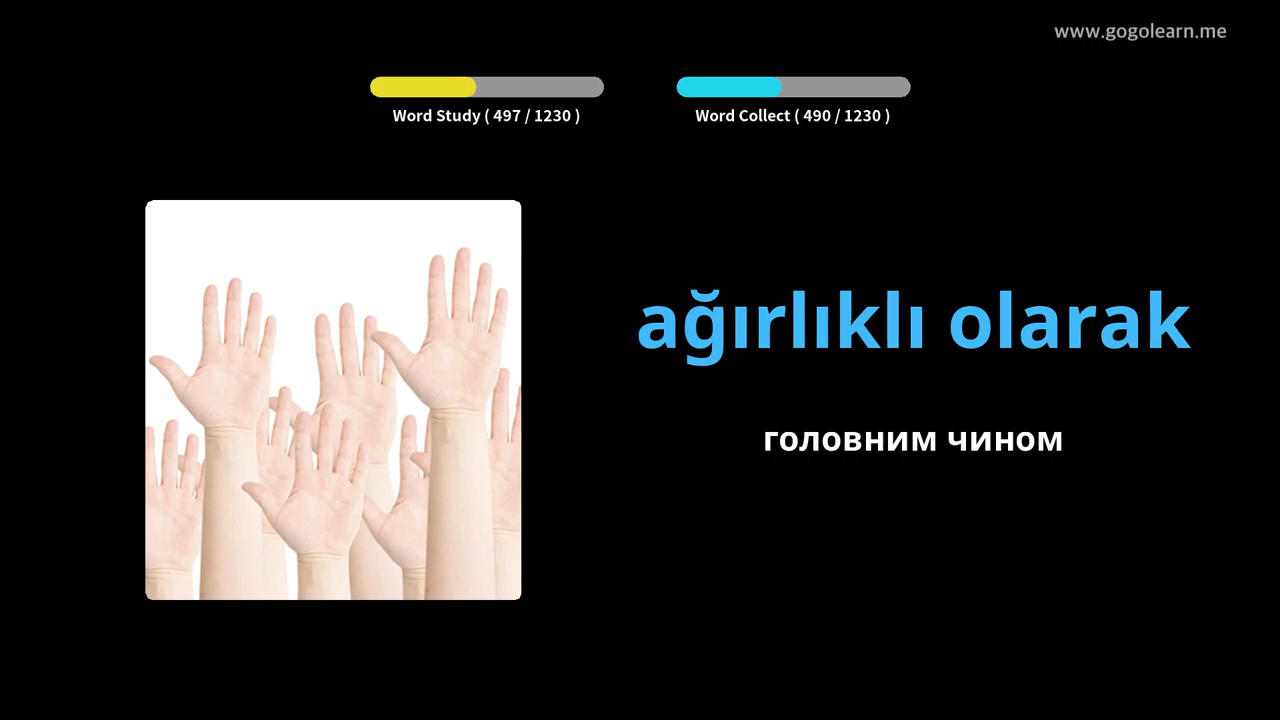 www.gogolearn.me
Word Study ( 497 / 1230 )
Word Collect ( 490 / 1230 )
ağırlıklı olarak
головним чином